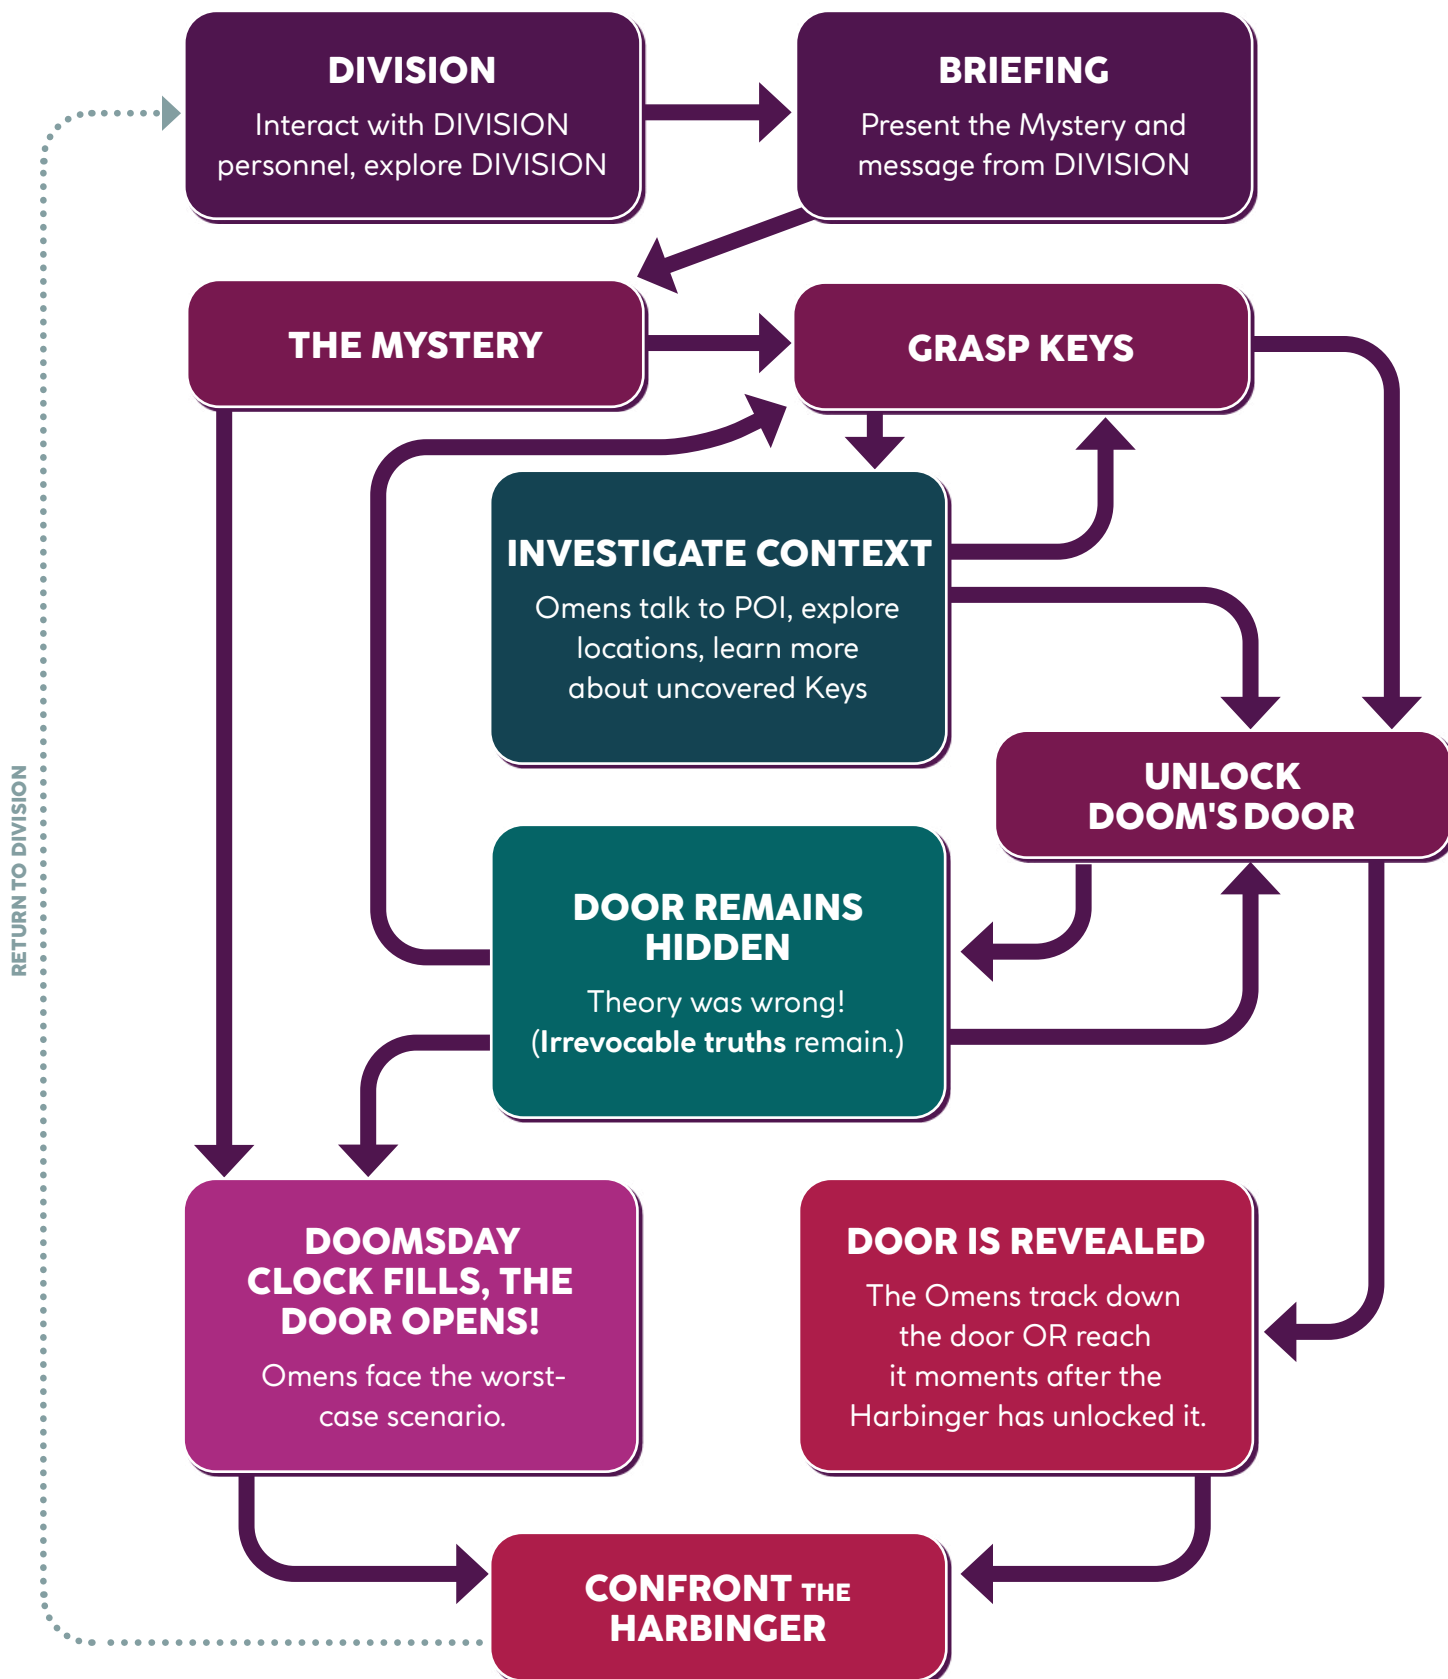 DIVISION
Interact with DIVISION
personnel, explore DIVISION
BRIEFING
Present the Mystery and
message from DIVISION
THE MYSTERY
GRASP KEYS
INVESTIGATE CONTEXT
Omens talk to POI, explore
locations, learn more
about uncovered Keys
UNLOCK
DOOM'S DOOR
DOOR REMAINS
HIDDEN
Theory was wrong!
(Irrevocable truths remain.)
RETURN TO DIVISION
DOOMSDAY
CLOCK FILLS, THE
DOOR OPENS!
Omens face the worst-
case scenario.
DOOR IS REVEALED
The Omens track down
the door OR reach
it moments after the
Harbinger has unlocked it.
CONFRONT THE
HARBINGER